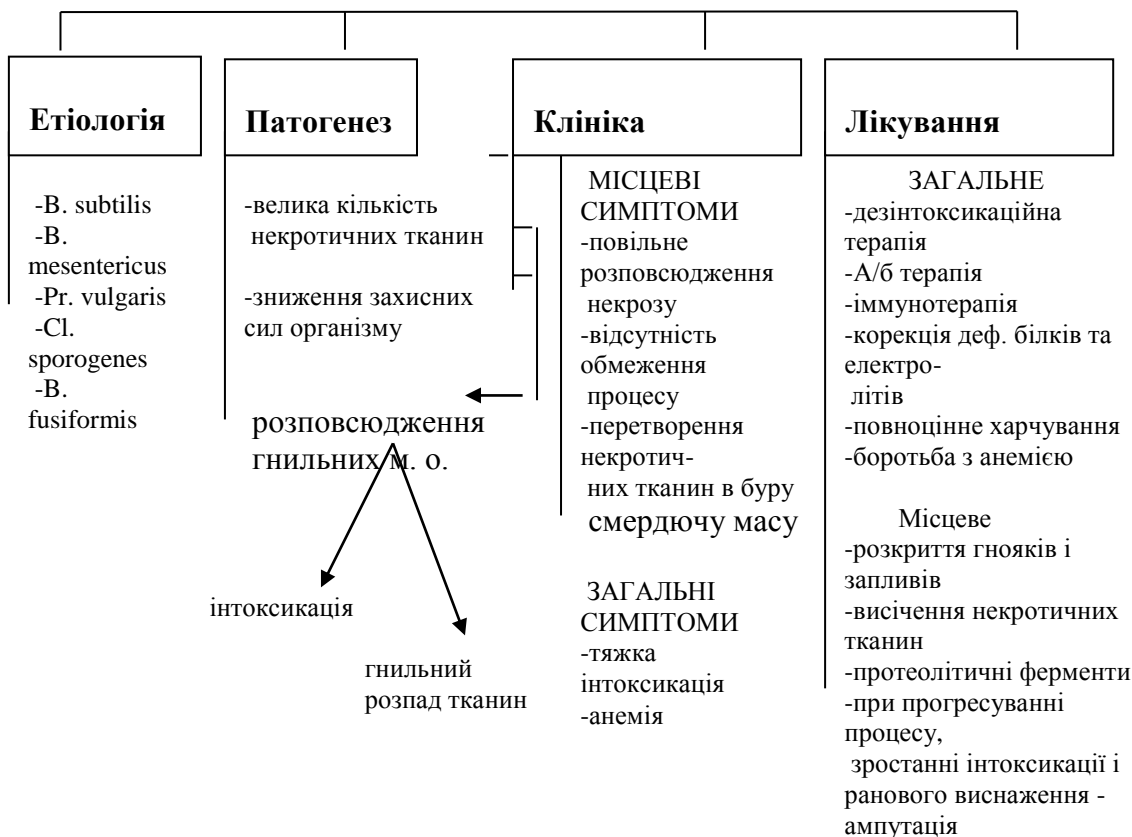 Етіологія
-B. subtilis
-B.
mesentericus
-Pr. vulgaris
-Cl.
sporogenes
-B.
fusiformis
Патогенез
-велика кількість
некротичних тканин
-зниження захисних
сил організму
розповсюдження
гнильних м. о.
інтоксикація
гнильний
розпад тканин
Клініка
МІСЦЕВІ
СИМПТОМИ
-повільне
розповсюдження
некрозу
-відсутність
обмеження
процесу
-перетворення
некротич-
них тканин в буру
смердючу масу
ЗАГАЛЬНІ
СИМПТОМИ
-тяжка
інтоксикація
-анемія
Лікування
ЗАГАЛЬНЕ
-дезінтоксикаційна
терапія
-А/б терапія
-іммунотерапія
-корекція деф. білків та
електро-
літів
-повноцінне харчування
-боротьба з анемією
Місцеве
-розкриття гнояків і
запливів
-висічення некротичних
тканин
-протеолітичні ферменти
-при прогресуванні
процесу,
зростанні інтоксикації і
ранового виснаження -
ампутація